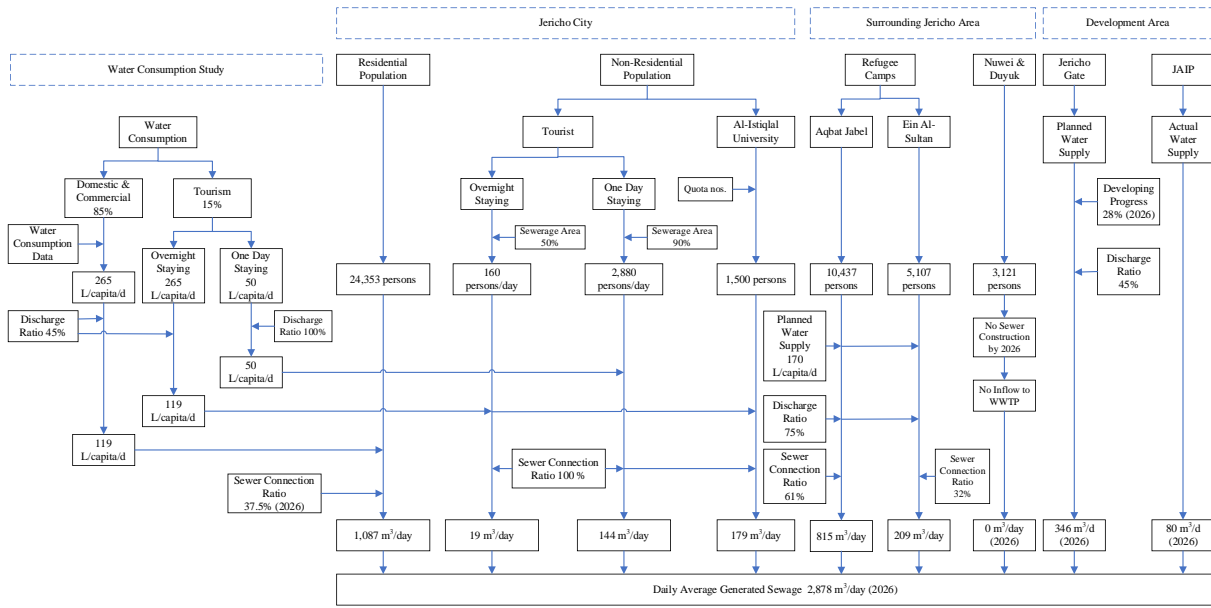 Jericho City
Surrounding Jericho Area
Development Area
Water Consumption Study
Residential
Population
Non-Residential
Population
Refugee
Camps
Nuwei &
Duyuk
Jericho
Gate
JAIP
Water
Consumption
Tourist
Al-Istiqlal
University
Aqbat Jabel
Ein Al-
Sultan
Planned
Water
Supply
Actual
Water
Supply
Domestic &
Commercial
85%
Tourism
15%
Overnight
Staying
One Day
Staying
Quota nos.
Developing
Progress
28% (2026)
Water
Consumption
Data
Sewerage Area
50%
Sewerage Area
90%
Overnight
Staying
265
L/capita/d
One Day
Staying
50
L/capita/d
265
L/capita/d
24,353 persons
160
persons/day
2,880
persons/day
1,500 persons
10,437
persons
5,107
persons
3,121
persons
Discharge
Ratio
45%
Discharge
Ratio 45%
Discharge
Ratio 100%
Planned
Water
Supply
170
L/capita/d
No Sewer
Construction
by 2026
50
L/capita/d
No Inflow to
WWTP
119
L/capita/d
Discharge
Ratio
75%
119
L/capita/d
Sewer Connection
Ratio 100 %
Sewer
Connection
Ratio
61%
Sewer
Connection
Ratio
32%
Sewer Connection
Ratio
37.5% (2026)
1,087 m³/day
19 m³/day
144 m³/day
179 m³/day
815 m³/day
209 m³/day
0 m³/day
(2026)
346 m³/d
(2026)
80 m³/d
(2026)
Daily Average Generated Sewage 2,878 m³/day (2026)